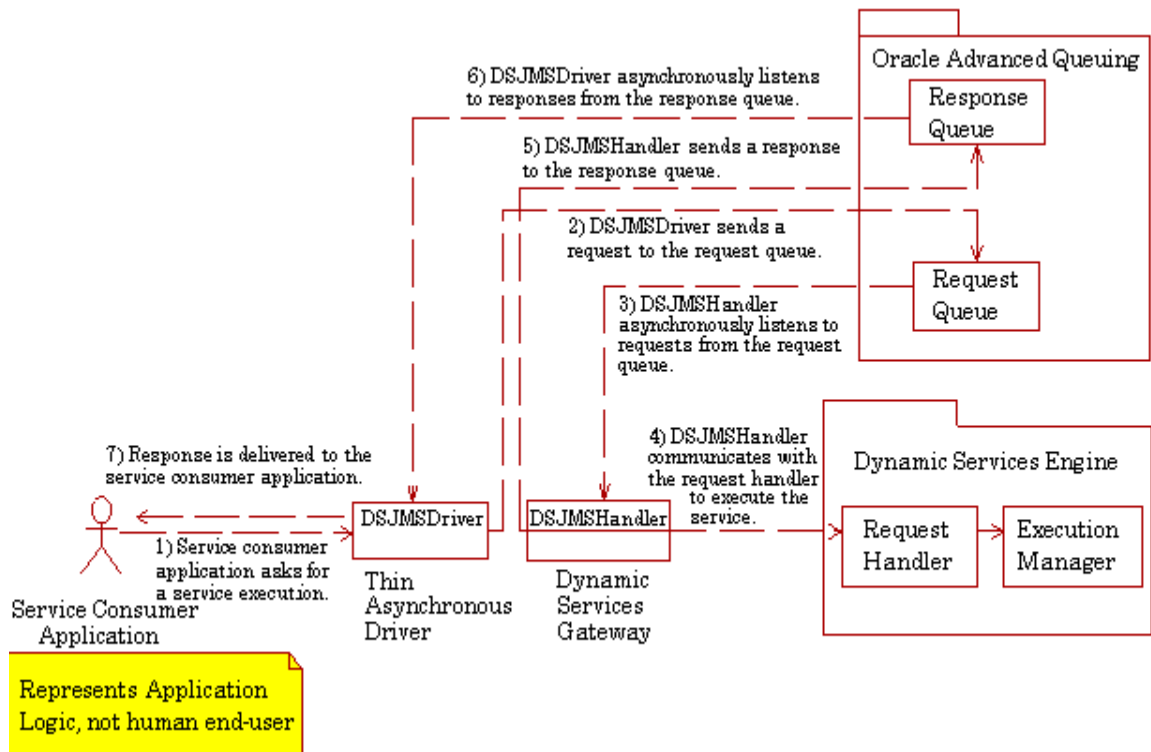 Oracle Advanced Queuing
Response
Queue
6) DSJMSDriver asynchronously listens
to responses from the response queue.
5) DSJMSHandler sends a response
to the response queue.
2) DSJMSDriver sends a
request to the request queue.
Request
Queue
3) DSJMSHandler
asynchronously listens to
requests from the request
queue.
7) Response is delivered to the
service consumer application.
4) DSJMSHandler
communicates with
the request handler
to execute the
service.
Dynamic Services Engine
DSJMSDriver
DSJMSHandler
Request
Handler
Execution
Manager
1) Service consumer
application asks for
a service execution.
Thin
Asynchronous
Driver
Dynamic
Services
Gateway
Service Consumer
Application
Represents Application
Logic, not human end-user